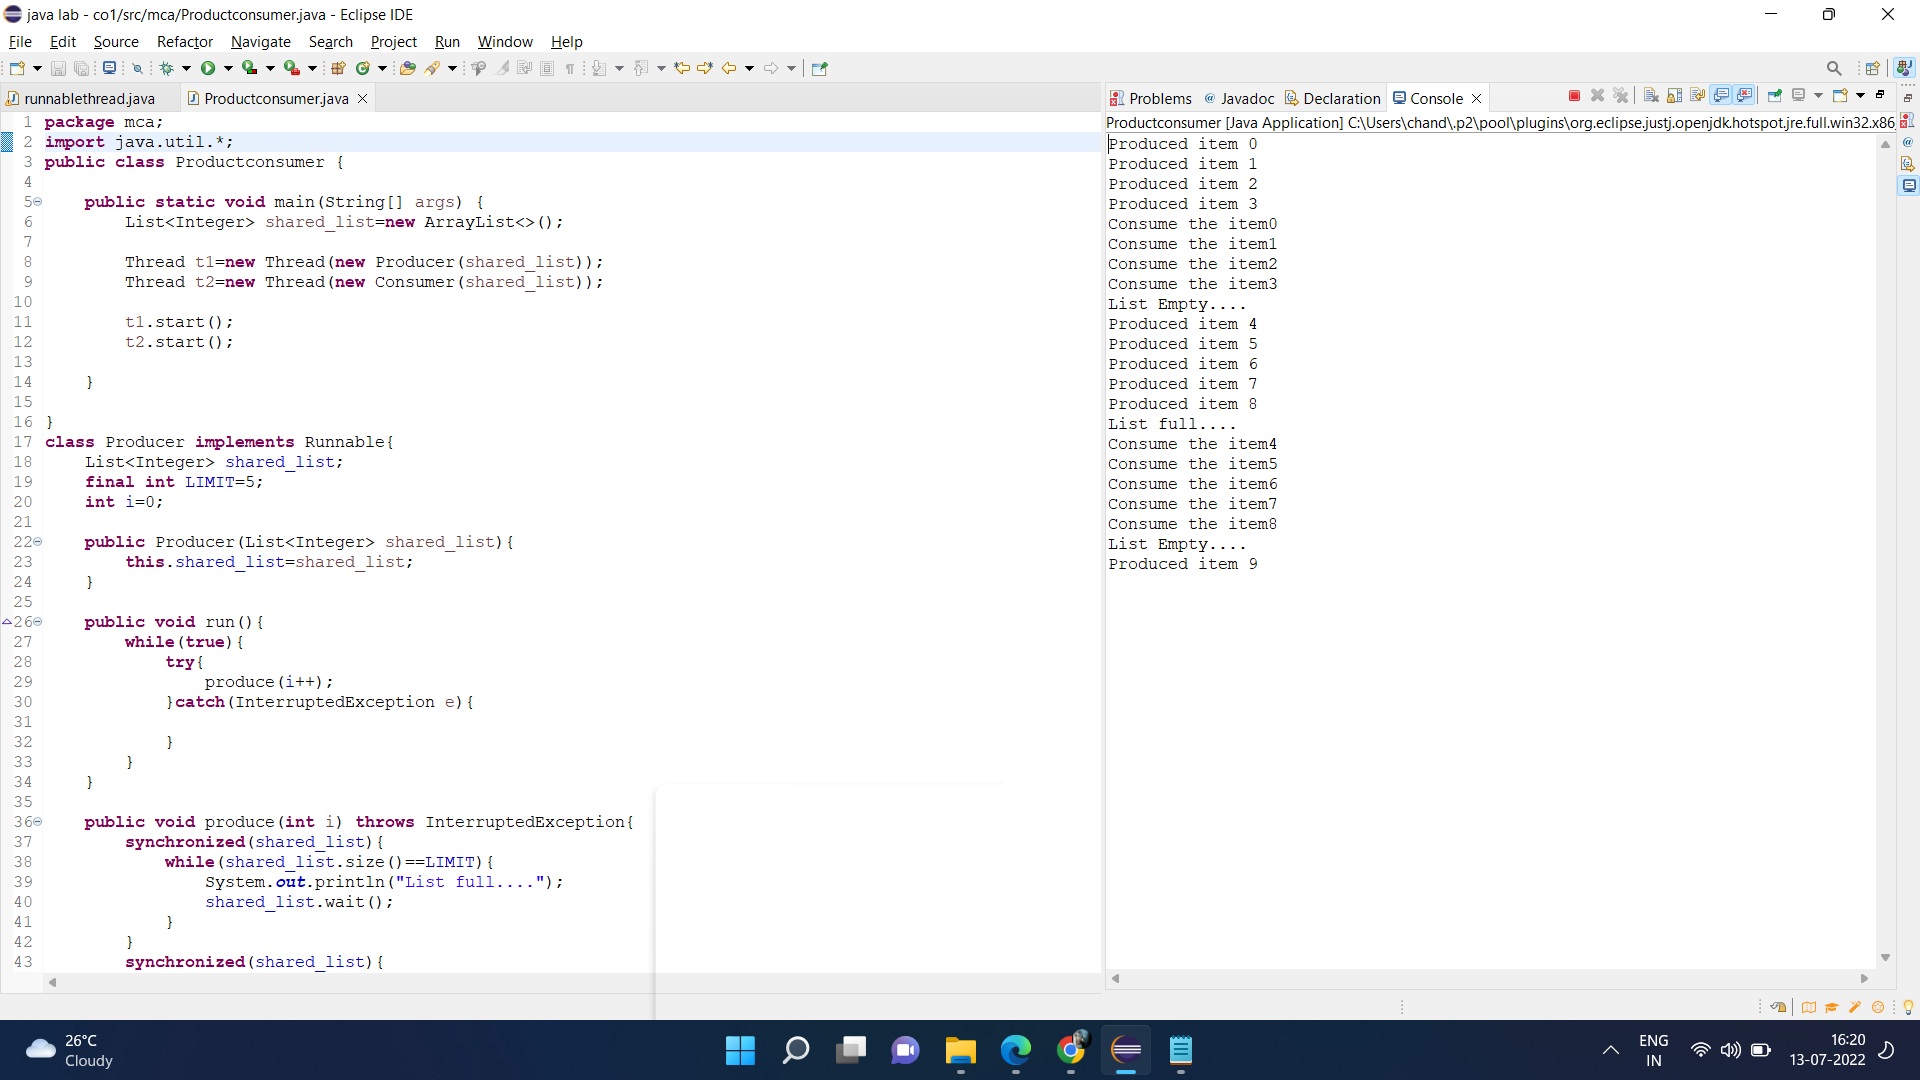 java lab - co1/src/mca/Productconsumer.java - Eclipse IDE
File Edit Source Refactor Navigate Search Project Run Window Help
runnablethread.java Productconsumer.java
1 package mca;
2 import java.util.*;
3 public class Productconsumer {
4
5 public static void main(String[] args) {
6 List<Integer> shared_list=new ArrayList<>();
7
8 Thread t1=new Thread(new Producer(shared_list));
9 Thread t2=new Thread(new Consumer(shared_list));
10
11 t1.start();
12 t2.start();
13
14 }
15
16 }
17 class Producer implements Runnable{
18 List<Integer> shared_list;
19 final int LIMIT=5;
20 int i=0;
21
22 public Producer(List<Integer> shared_list){
23 this.shared_list=shared_list;
24 }
25
26 public void run(){
27 while(true){
28 try{
29 produce(i++);
30 }catch(InterruptedException e){
31
32 }
33 }
34 }
35
36 public void produce(int i) throws InterruptedException{
37 synchronized(shared_list){
38 while(shared_list.size()==LIMIT){
39 System.out.println("List full....");
40 shared_list.wait();
41 }
42 }
43 synchronized(shared_list){
Problems Javadoc Declaration Console
Productconsumer [Java Application] C:\Users\chand\.p2\pool\plugins\org.eclipse.justj.openjdk.hotspot.jre.full.win32.x86_
Produced item 0
Produced item 1
Produced item 2
Produced item 3
Consume the item0
Consume the item1
Consume the item2
Consume the item3
List Empty....
Produced item 4
Produced item 5
Produced item 6
Produced item 7
Produced item 8
List full....
Consume the item4
Consume the item5
Consume the item6
Consume the item7
Consume the item8
List Empty....
Produced item 9
26°C
Cloudy
ENG
IN
16:20
13-07-2022